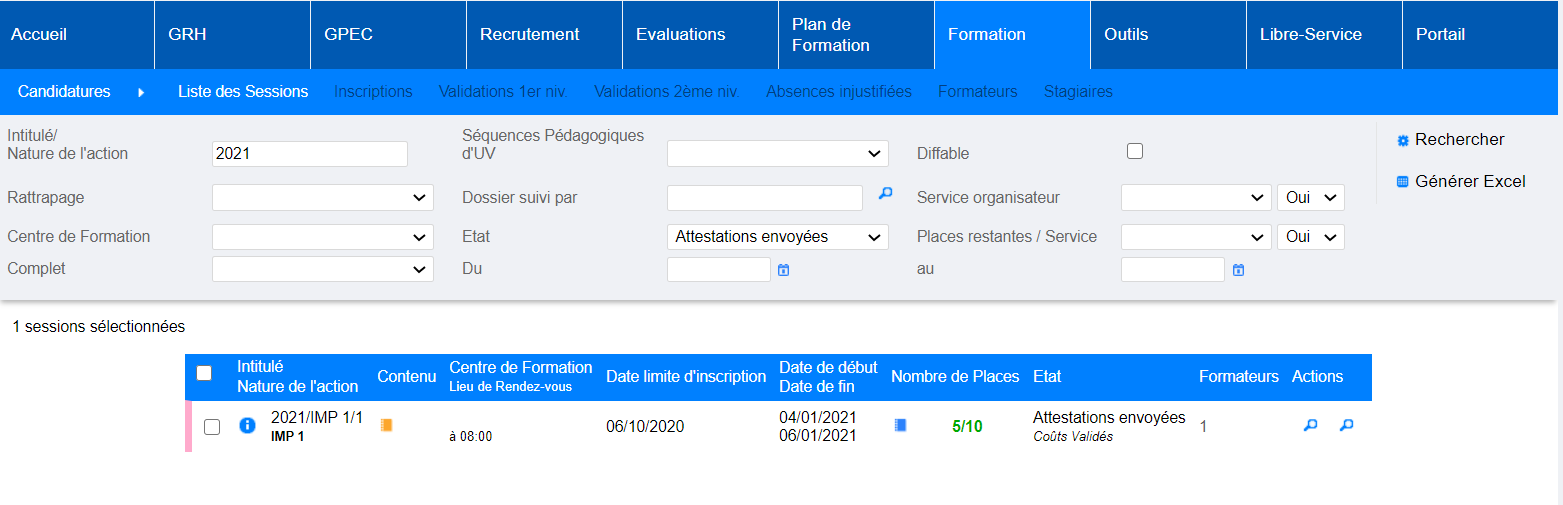 Accueil GRH GPEC Recrutement Evaluations Plan de Formation Formation Outils Libre-Service Portail
Candidatures Liste des Sessions Inscriptions Validations 1er niv. Validations 2ème niv. Absences injustifiées Formateurs Stagiaires
Intitulé/
Nature de l'action 2021 Séquences Pédagogiques
d'UV Diffable Rechercher
Rattrapage Dossier suivi par Service organisateur Oui Générer Excel
Centre de Formation Etat Attestations envoyées Places restantes / Service Oui
Complet Du au
1 sessions sélectionnées
Intitulé
Nature de l'action Contenu Centre de Formation
Lieu de Rendez-vous Date limite d'inscription Date de début
Date de fin Nombre de Places Etat Formateurs Actions
2021/IMP 1/1
IMP 1 à 08:00 06/10/2020 04/01/2021
06/01/2021 5/10 Attestations envoyées
Coûts Validés 1